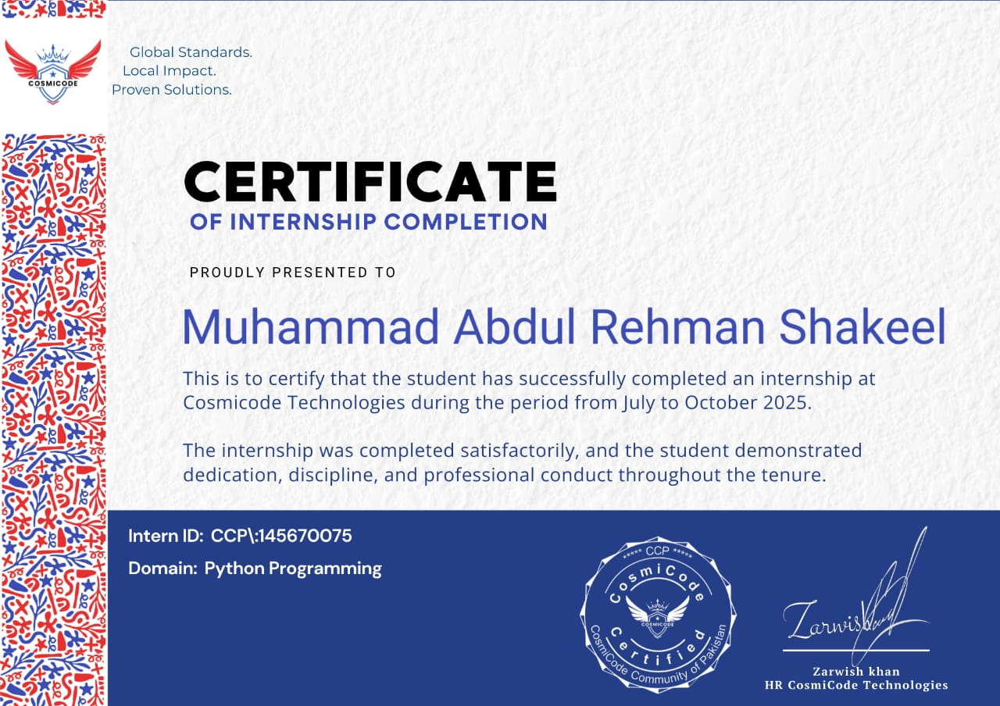 COSMICODE
Global Standards.
Local Impact.
Proven Solutions.
CERTIFICATE
OF INTERNSHIP COMPLETION
PROUDLY PRESENTED TO
Muhammad Abdul Rehman Shakeel
This is to certify that the student has successfully completed an internship at
Cosmicode Technologies during the period from July to October 2025.
The internship was completed satisfactorily, and the student demonstrated
dedication, discipline, and professional conduct throughout the tenure.
Intern ID: CCP\:145670075
Domain: Python Programming
***** CCP *****
CosmiCode
COSMICODE
Certified
CosmiCode Community of Pakistan
Zarwish
Zarwish khan
HR CosmiCode Technologies